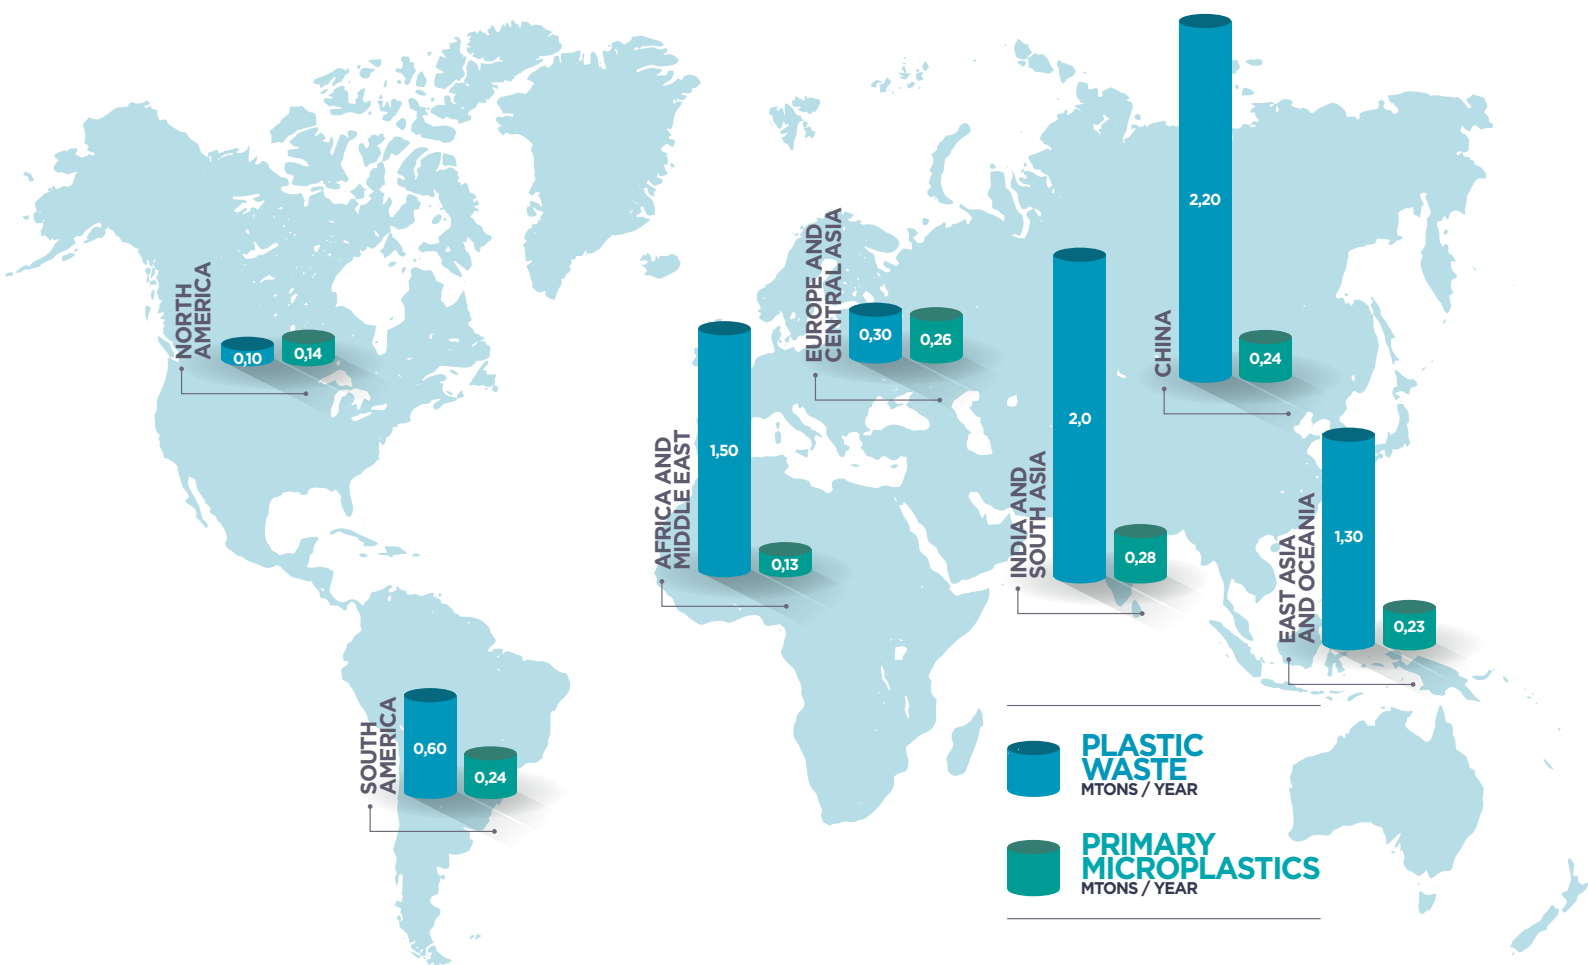 NORTH
AMERICA
0,10
0,14
SOUTH
AMERICA
0,60
0,24
AFRICA AND
MIDDLE EAST
1,50
0,13
EUROPE AND
CENTRAL ASIA
0,30
0,26
INDIA AND
SOUTH ASIA
2,0
0,28
CHINA
2,20
0,24
EAST ASIA
AND OCEANIA
1,30
0,23
PLASTIC
WASTE
MTONS / YEAR
PRIMARY
MICROPLASTICS
MTONS / YEAR